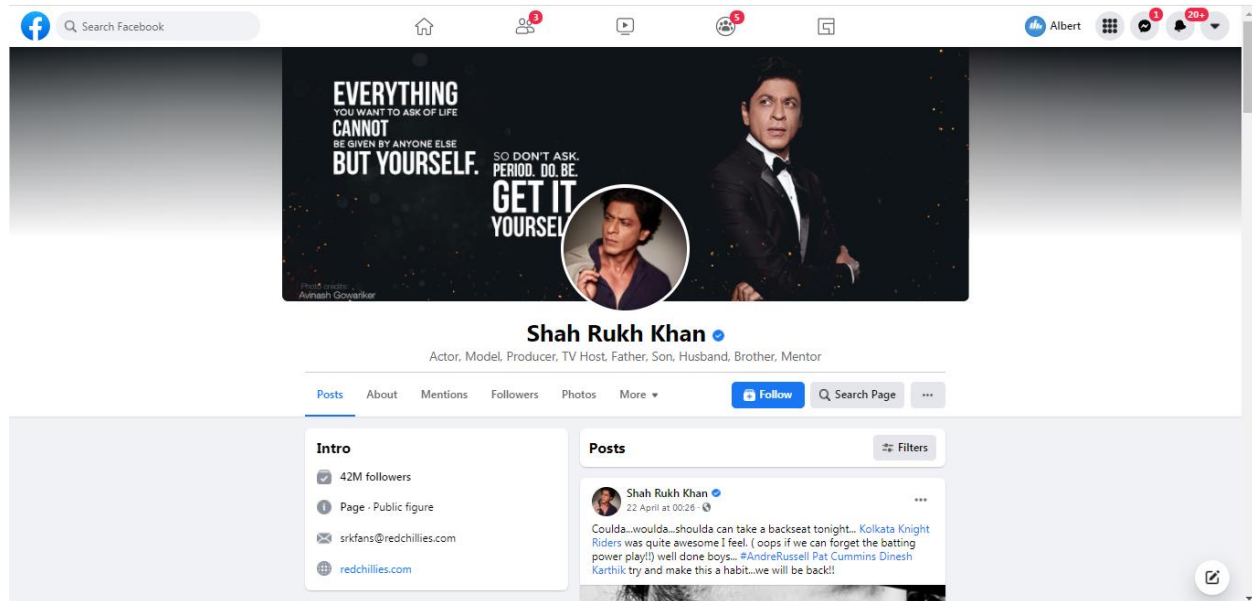 Search Facebook
3
5
Albert
1
20+
EVERYTHING
YOU WANT TO ASK OF LIFE
CANNOT
BE GIVEN BY ANYONE ELSE
BUT YOURSELF.
SO DON'T ASK.
PERIOD. DO. BE.
GET IT
YOURSEL
Photo credits:
Avinash Gowariker
Shah Rukh Khan
Actor, Model, Producer, TV Host, Father, Son, Husband, Brother, Mentor
Posts About Mentions Followers Photos More
Follow
Search Page
Intro
42M followers
Page · Public figure
srkfans@redchillies.com
redchillies.com
Posts
Filters
Shah Rukh Khan
22 April at 00:26 ·
Coulda...woulda...shoulda can take a backseat tonight... Kolkata Knight
Riders was quite awesome I feel. ( oops if we can forget the batting
power play!!) well done boys... #AndreRussell Pat Cummins Dinesh
Karthik try and make this a habit...we will be back!!